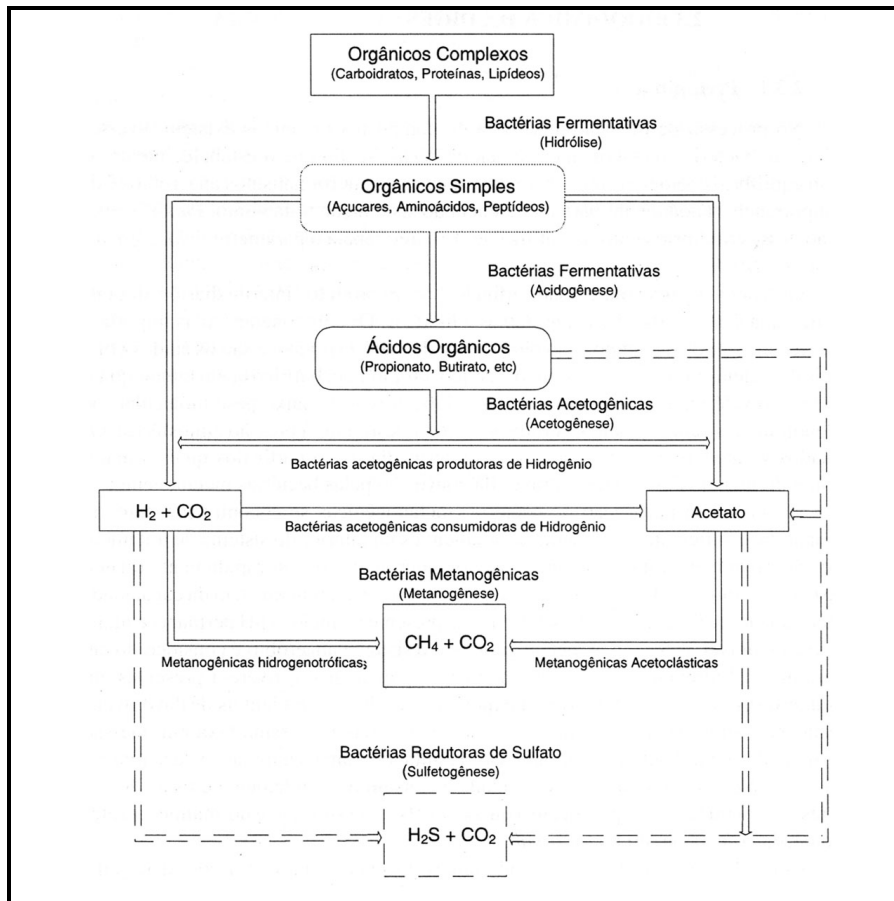 Orgânicos Complexos
(Carboidratos, Proteínas, Lipídeos)
Bactérias Fermentativas
(Hidrólise)
Orgânicos Simples
(Açucares, Aminoácidos, Peptídeos)
Bactérias Fermentativas
(Acidogênese)
Ácidos Orgânicos
(Propionato, Butirato, etc)
Bactérias Acetogênicas
(Acetogênese)
Bactérias acetogênicas produtoras de Hidrogênio
H₂ + CO₂
Acetato
Bactérias acetogênicas consumidoras de Hidrogênio
Bactérias Metanogênicas
(Metanogênese)
CH₄ + CO₂
Metanogênicas hidrogenotróficas
Metanogênicas Acetoclásticas
Bactérias Redutoras de Sulfato
(Sulfetogênese)
H₂S + CO₂